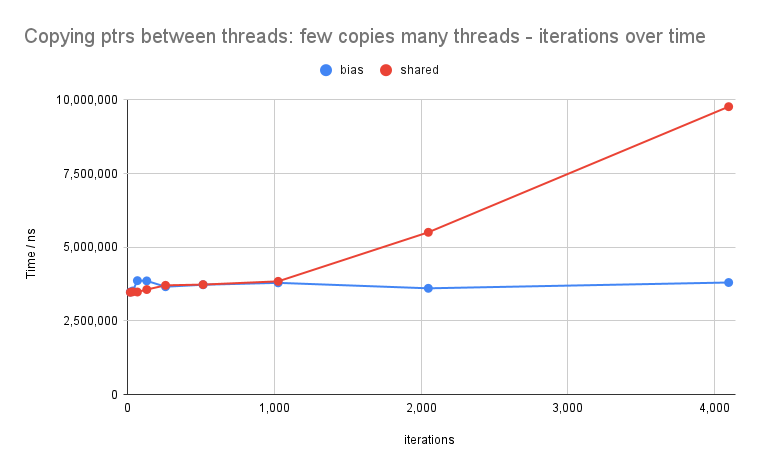 Copying ptrs between threads: few copies many threads - iterations over time
bias shared
10,000,000
7,500,000
5,000,000
2,500,000
0
Time / ns
0 1,000 2,000 3,000 4,000
iterations